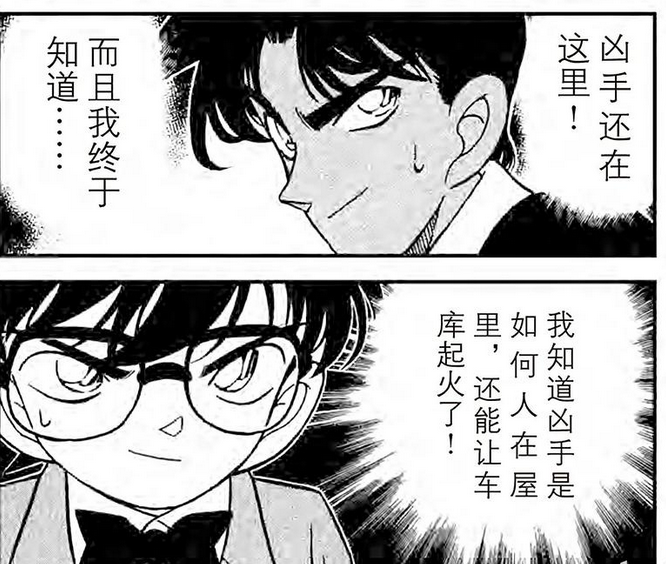 凶手还在
这里！
而且我终于
知道……
我知道凶手是
如何人在屋
里，还能让车
库起火了！